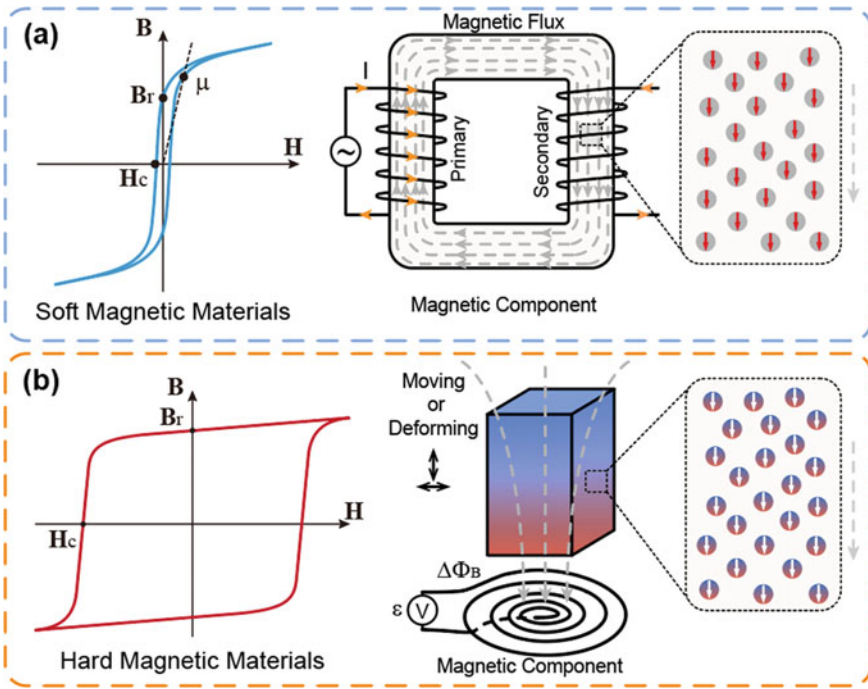 (a)
B
Br
μ
H
Hc
Soft Magnetic Materials
Magnetic Flux
I
Primary
Secondary
Magnetic Component
(b)
B
Br
H
Hc
Hard Magnetic Materials
Moving
or
Deforming
ΔΦB
ε
V
Magnetic Component